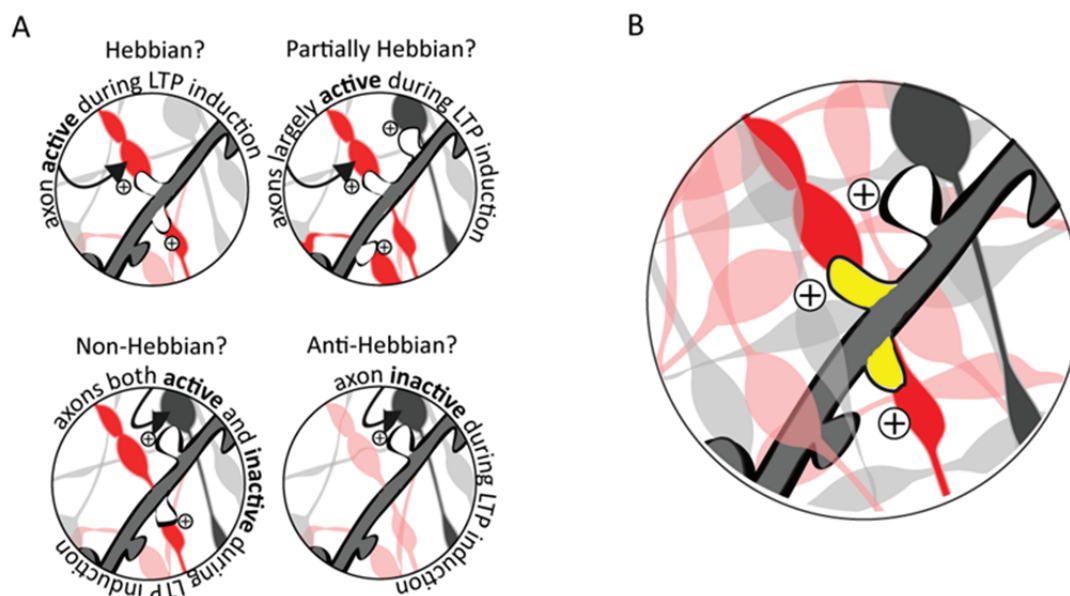 A
Hebbian?
axon active during LTP induction
Partially Hebbian?
axons largely active during LTP induction
Non-Hebbian?
axons both active and inactive during LTP induction
Anti-Hebbian?
axon inactive during LTP induction
B